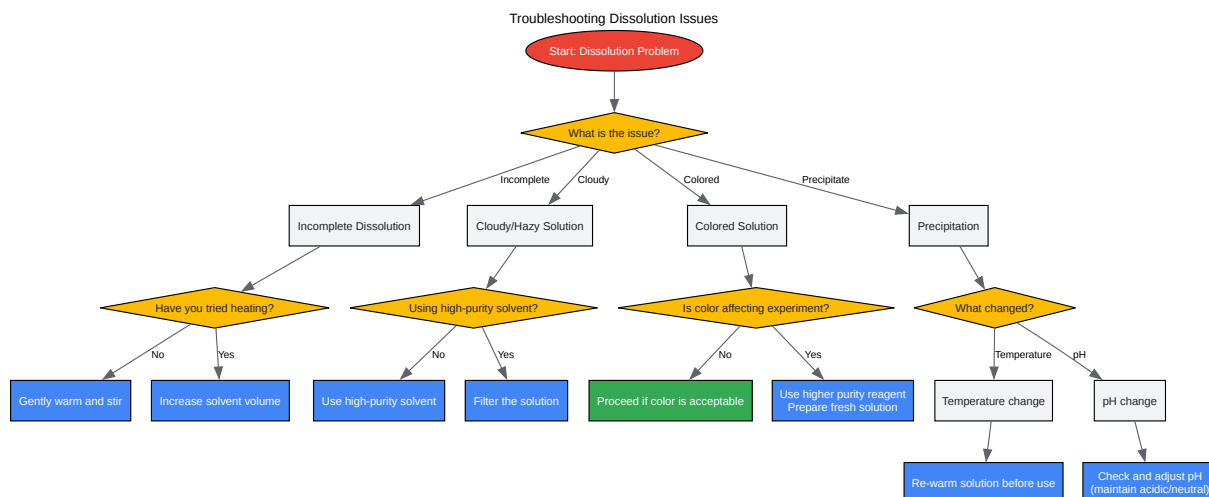 Troubleshooting Dissolution Issues
Start: Dissolution Problem
What is the issue?
Incomplete
Cloudy
Colored
Precipitate
Incomplete Dissolution
Cloudy/Hazy Solution
Colored Solution
Precipitation
Have you tried heating?
Using high-purity solvent?
Is color affecting experiment?
What changed?
No
Yes
No
Yes
No
Yes
Temperature
pH
Gently warm and stir
Increase solvent volume
Use high-purity solvent
Filter the solution
Proceed if color is acceptable
Use higher purity reagent
Prepare fresh solution
Temperature change
pH change
Re-warm solution before use
Check and adjust pH
(maintain acidic/neutral)